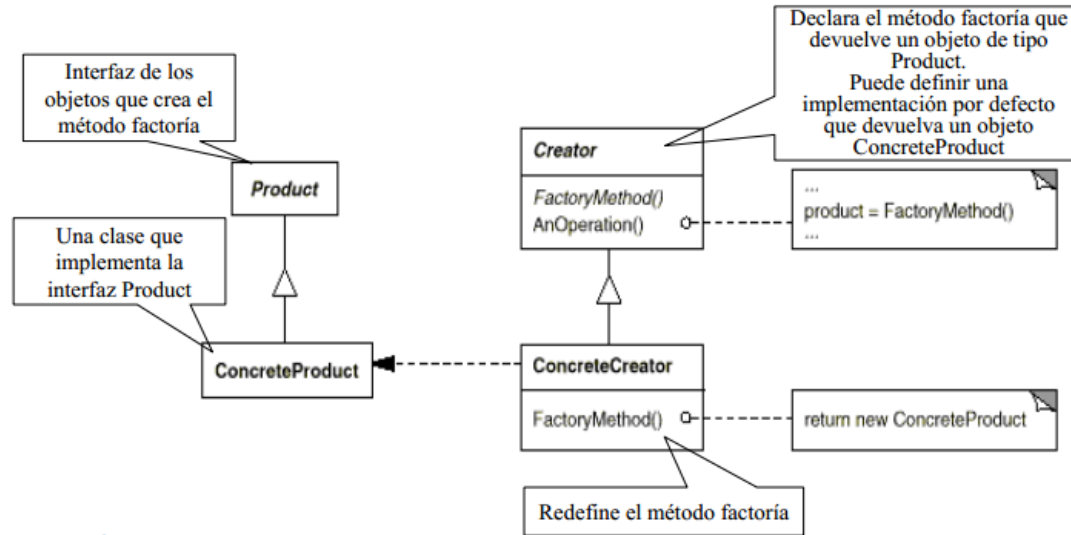 Interfaz de los
objetos que crea el
método factoría
Declara el método factoría que
devuelve un objeto de tipo
Product.
Puede definir una
implementación por defecto
que devuelva un objeto
ConcreteProduct
Product
Creator
FactoryMethod()
AnOperation()
...
product = FactoryMethod()
...
Una clase que
implementa la
interfaz Product
ConcreteProduct
ConcreteCreator
FactoryMethod()
return new ConcreteProduct
Redefine el método factoría